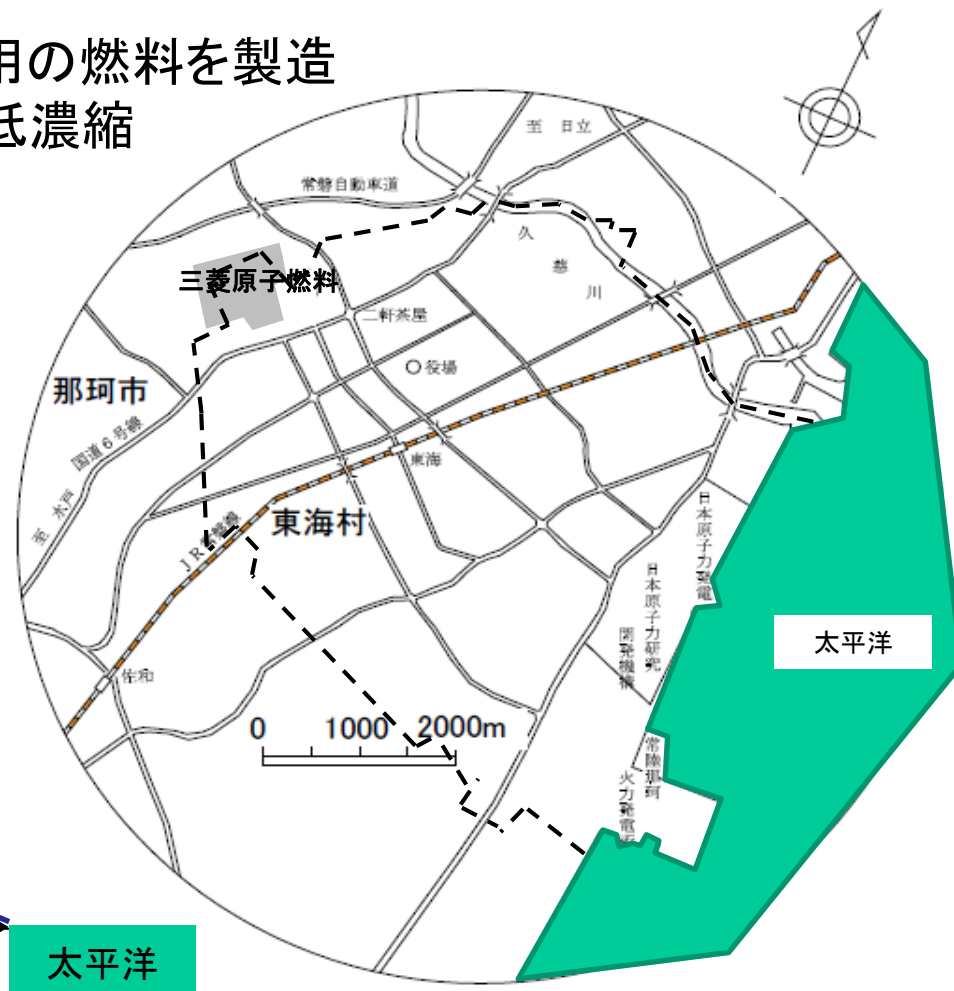 用の燃料を製造
低濃縮
至 日立
常磐自動車道
久慈川
三菱原子燃料
二軒茶屋
役場
那珂市
国道6号線
東海
至 水戸
東海村
JR常磐線
日本原子力発電
日本原子力研究
開発機構
太平洋
佐和
0 1000 2000m
常陸那珂
火力発電所
太平洋